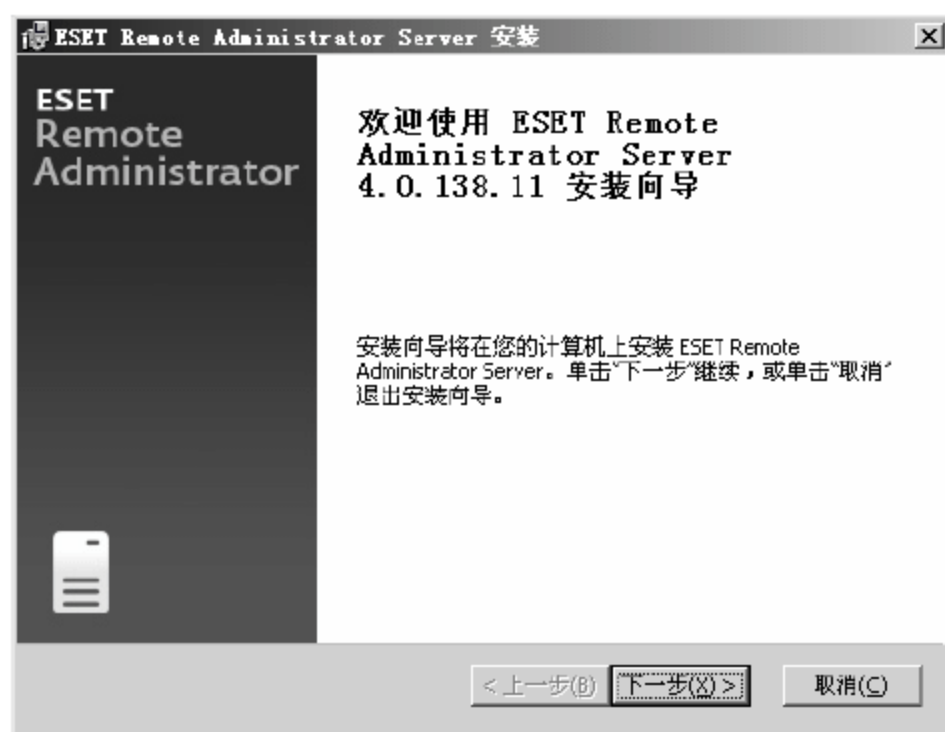 ESET Remote Administrator Server 安装
ESET
Remote
Administrator
欢迎使用 ESET Remote
Administrator Server
4.0.138.11 安装向导
安装向导将在您的计算机上安装 ESET Remote
Administrator Server。单击“下一步”继续，或单击“取消”
退出安装向导。
<上一步(B)
下一步(X) >
取消(C)